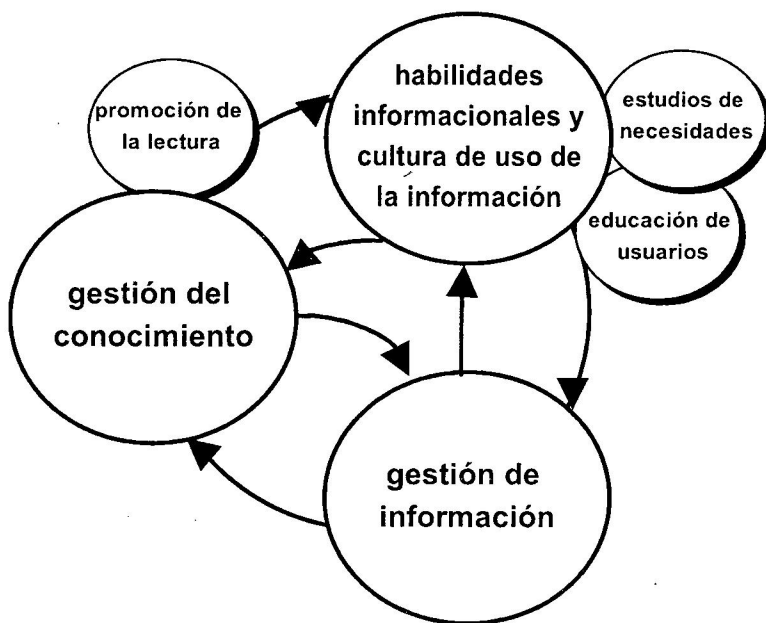 promoción de
la lectura
habilidades
informacionales y
cultura de uso de
la información
estudios de
necesidades
educación de
usuarios
gestión del
conocimiento
gestión de
información